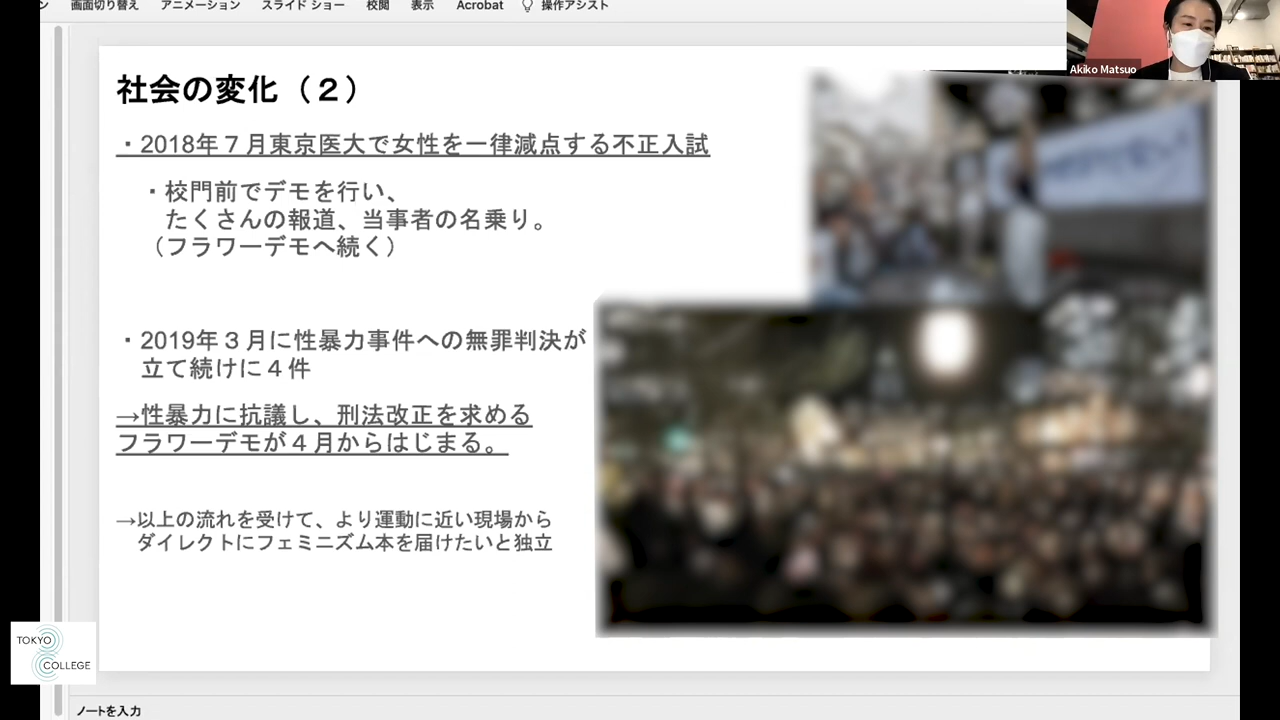 画面切り替え アニメーション スライド ショー 校閲 表示 Acrobat 操作アシスト
Akiko Matsuo
社会の変化（２）
・2018年７月東京医大で女性を一律減点する不正入試
・校門前でデモを行い、
たくさんの報道、当事者の名乗り。
（フラワーデモへ続く）
・2019年３月に性暴力事件への無罪判決が
立て続けに４件
→性暴力に抗議し、刑法改正を求める
フラワーデモが４月からはじまる。
→以上の流れを受けて、より運動に近い現場から
ダイレクトにフェミニズム本を届けたいと独立
TOKYO
COLLEGE
ノートを入力